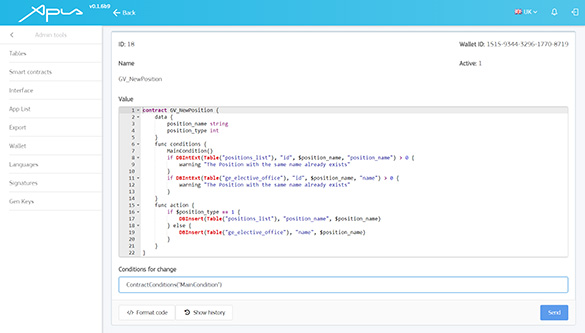 Apla
v0.1.6b9
← Back
Admin tools
Tables
Smart contracts
Interface
App List
Export
Wallet
Languages
Signatures
Gen.Keys
ID: 18
Wallet ID: 1515-9344-3296-1770-8719
Name
Active: 1
GV_NewPosition
Value
1 contract GV_NewPosition {
2 data {
3 position_name string
4 position_type int
5 }
6 func conditions {
7 MainCondition()
8 if DBIntExt(Table("positions_list"), "id", $position_name, "position_name") > 0 {
9 warning "The Position with the same name already exists"
10 }
11 if DBIntExt(Table("ge_elective_office"), "id", $position_name, "name") > 0 {
12 warning "The Position with the same name already exists"
13 }
14 }
15 func action {
16 if $position_type == 1 {
17 DBInsert(Table("positions_list"), "position_name", $position_name)
18 } else {
19 DBInsert(Table("ge_elective_office"), "name", $position_name)
20 }
21 }
22 }
Conditions for change
ContractConditions("MainCondition")
</> Format code
Show history
Send